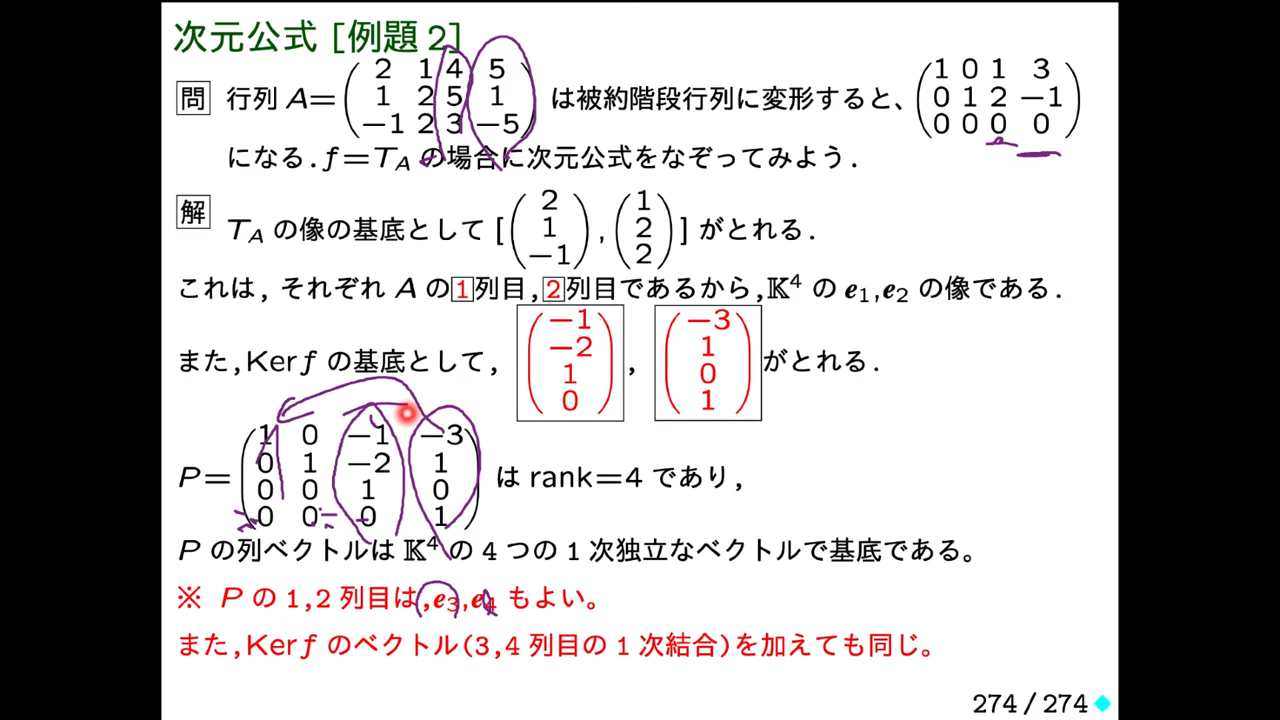 次元公式 [例題 2]
問 行列 A=(2 1 4 5
1 2 5 1
−1 2 3 −5) は被約階段行列に変形すると、(1 0 1 3
0 1 2 −1
0 0 0 0)
になる. f=T_A の場合に次元公式をなぞってみよう.
解 T_A の像の基底として [(2
1
−1),(1
2
2)] がとれる.
これは, それぞれ A の1列目,2列目であるから,𝕂⁴ の e₁,e₂ の像である.
また,Kerf の基底として, (−1
−2
1
0), (−3
1
0
1)がとれる.
P=(1 0 −1 −3
0 1 −2 1
0 0 1 0
0 0 0 1) は rank=4 であり,
P の列ベクトルは 𝕂⁴ の 4 つの 1 次独立なベクトルで基底である。
※ P の 1,2 列目は,e₃,e₄ もよい。
また,Kerf のベクトル(3,4 列目の 1 次結合)を加えても同じ。
274 / 274